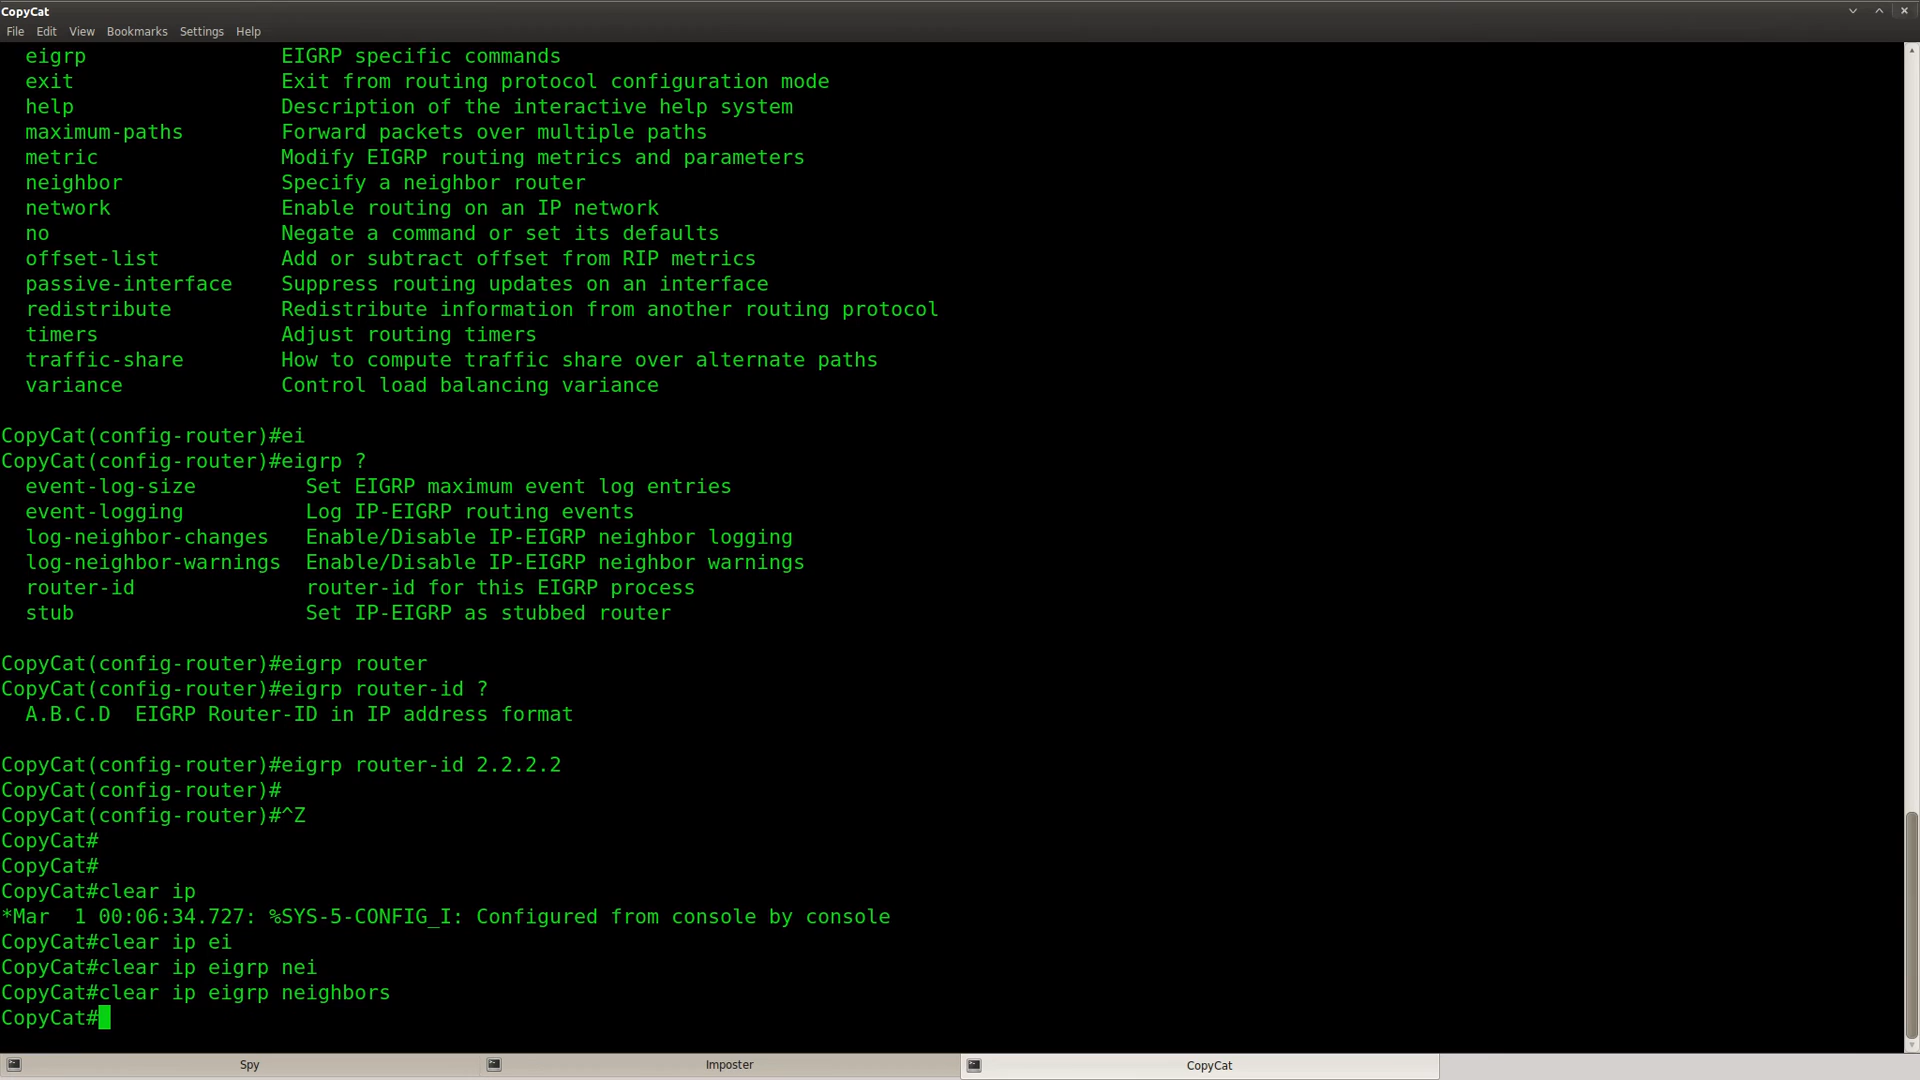 CopyCat
File Edit View Bookmarks Settings Help
eigrp EIGRP specific commands
exit Exit from routing protocol configuration mode
help Description of the interactive help system
maximum-paths Forward packets over multiple paths
metric Modify EIGRP routing metrics and parameters
neighbor Specify a neighbor router
network Enable routing on an IP network
no Negate a command or set its defaults
offset-list Add or subtract offset from RIP metrics
passive-interface Suppress routing updates on an interface
redistribute Redistribute information from another routing protocol
timers Adjust routing timers
traffic-share How to compute traffic share over alternate paths
variance Control load balancing variance
CopyCat(config-router)#ei
CopyCat(config-router)#eigrp ?
event-log-size Set EIGRP maximum event log entries
event-logging Log IP-EIGRP routing events
log-neighbor-changes Enable/Disable IP-EIGRP neighbor logging
log-neighbor-warnings Enable/Disable IP-EIGRP neighbor warnings
router-id router-id for this EIGRP process
stub Set IP-EIGRP as stubbed router
CopyCat(config-router)#eigrp router
CopyCat(config-router)#eigrp router-id ?
A.B.C.D EIGRP Router-ID in IP address format
CopyCat(config-router)#eigrp router-id 2.2.2.2
CopyCat(config-router)#
CopyCat(config-router)#^Z
CopyCat#
CopyCat#
CopyCat#clear ip
*Mar  1 00:06:34.727: %SYS-5-CONFIG_I: Configured from console by console
CopyCat#clear ip ei
CopyCat#clear ip eigrp nei
CopyCat#clear ip eigrp neighbors
CopyCat#
Spy Imposter CopyCat